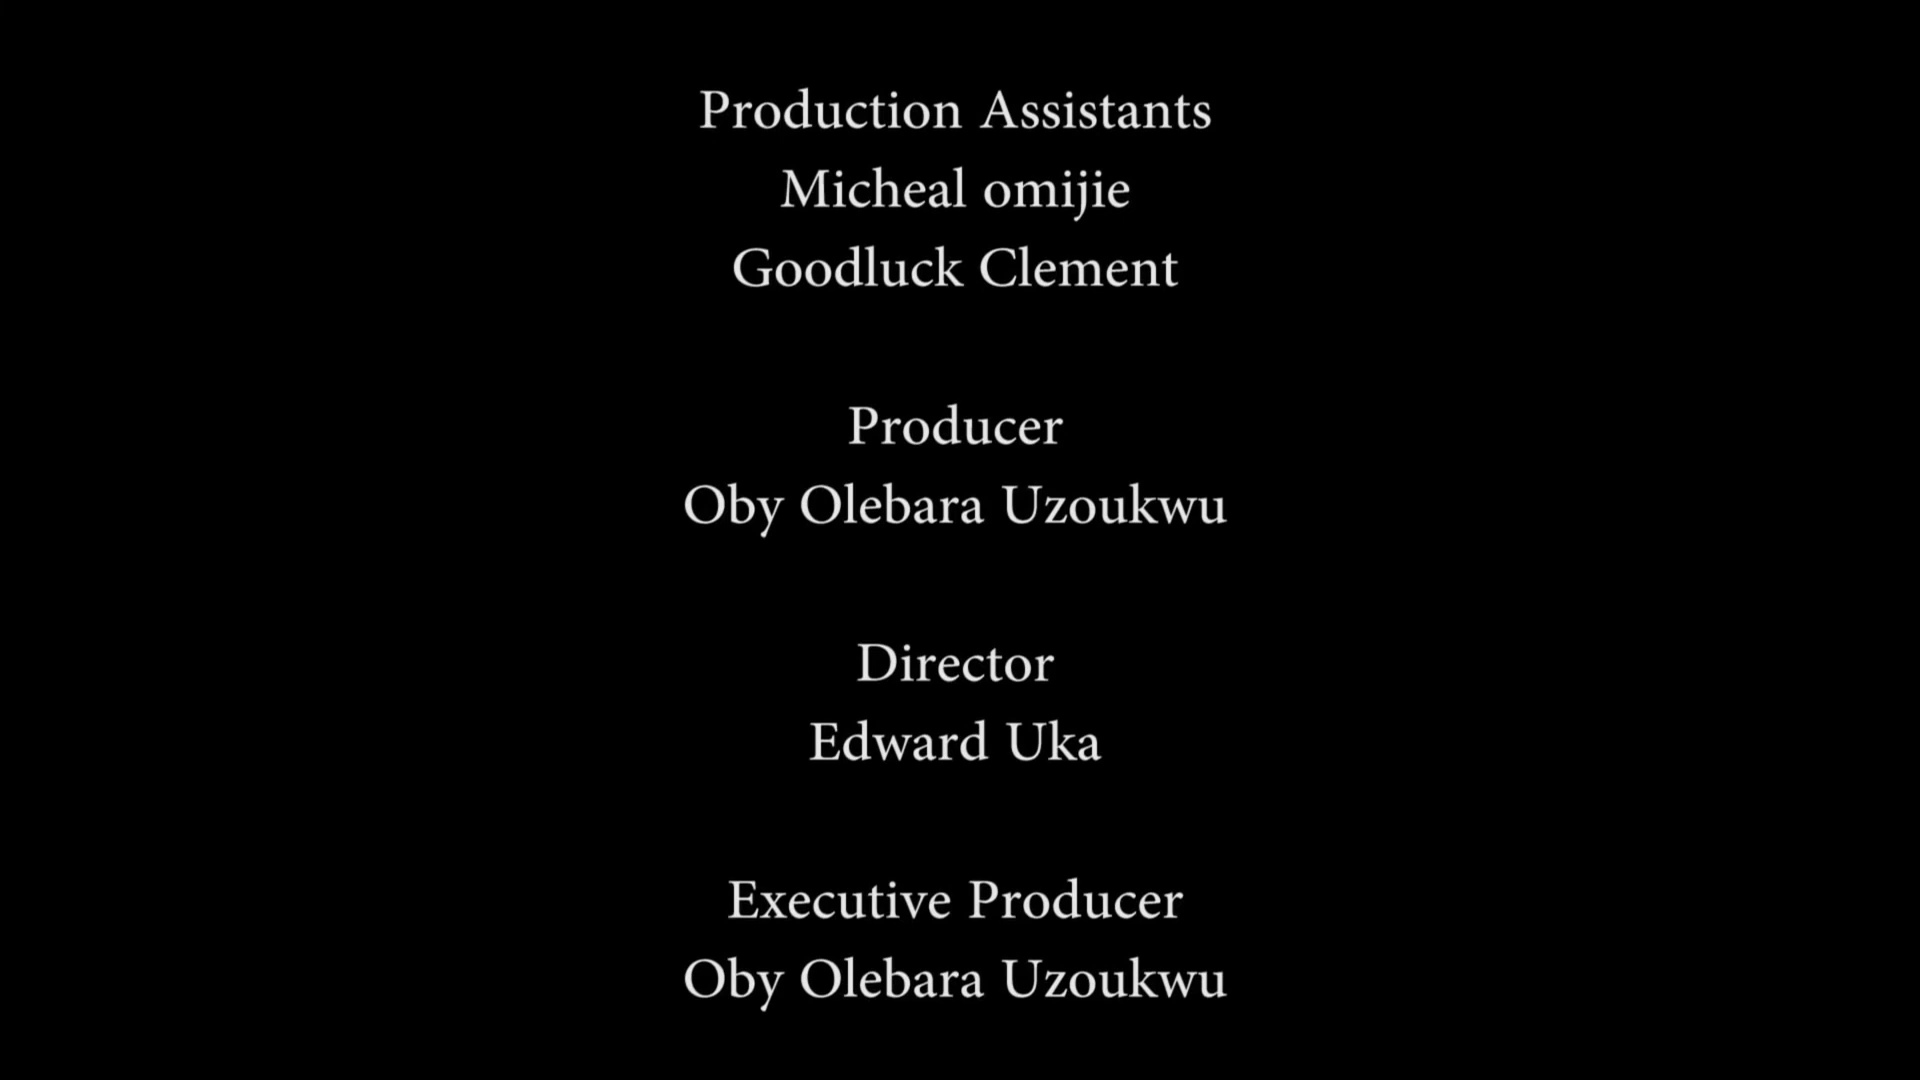 Production Assistants
Micheal omijie
Goodluck Clement
Producer
Oby Olebara Uzoukwu
Director
Edward Uka
Executive Producer
Oby Olebara Uzoukwu